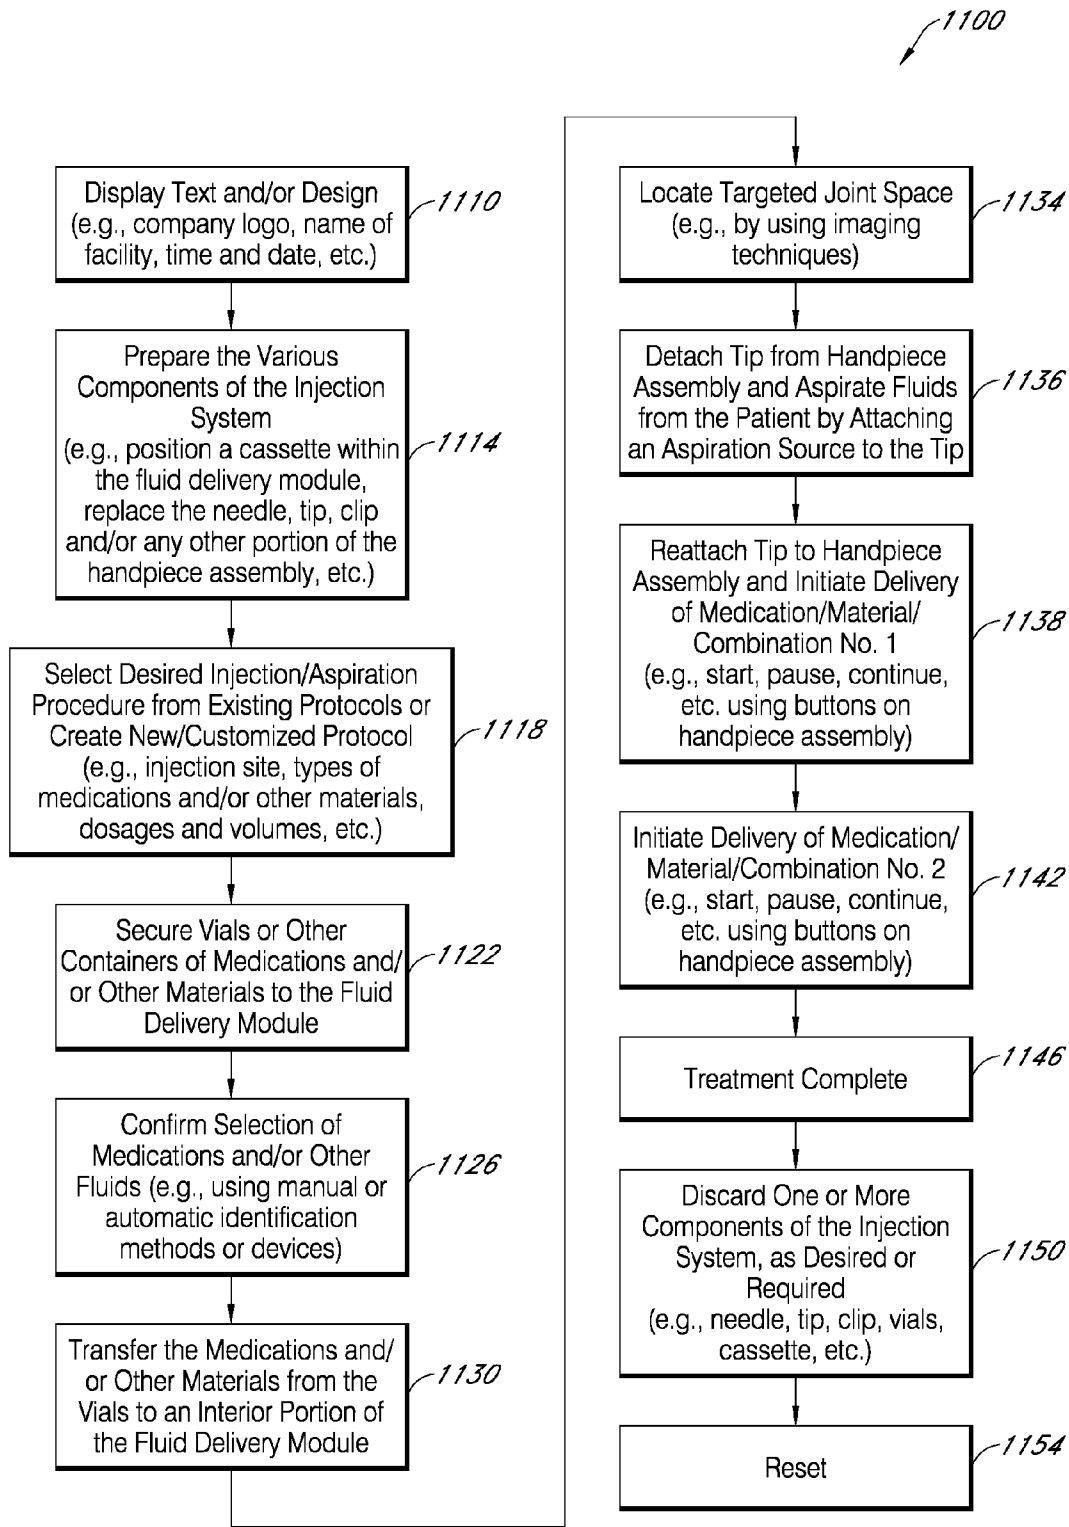 1100
Display Text and/or Design
(e.g., company logo, name of
facility, time and date, etc.)
1110
Prepare the Various
Components of the Injection
System
(e.g., position a cassette within
the fluid delivery module,
replace the needle, tip, clip
and/or any other portion of the
handpiece assembly, etc.)
1114
Select Desired Injection/Aspiration
Procedure from Existing Protocols or
Create New/Customized Protocol
(e.g., injection site, types of
medications and/or other materials,
dosages and volumes, etc.)
1118
Secure Vials or Other
Containers of Medications and/
or Other Materials to the Fluid
Delivery Module
1122
Confirm Selection of
Medications and/or Other
Fluids (e.g., using manual or
automatic identification
methods or devices)
1126
Transfer the Medications and/
or Other Materials from the
Vials to an Interior Portion of
the Fluid Delivery Module
1130
Locate Targeted Joint Space
(e.g., by using imaging
techniques)
1134
Detach Tip from Handpiece
Assembly and Aspirate Fluids
from the Patient by Attaching
an Aspiration Source to the Tip
1136
Reattach Tip to Handpiece
Assembly and Initiate Delivery
of Medication/Material/
Combination No. 1
(e.g., start, pause, continue,
etc. using buttons on
handpiece assembly)
1138
Initiate Delivery of Medication/
Material/Combination No. 2
(e.g., start, pause, continue,
etc. using buttons on
handpiece assembly)
1142
Treatment Complete
1146
Discard One or More
Components of the Injection
System, as Desired or
Required
(e.g., needle, tip, clip, vials,
cassette, etc.)
1150
Reset
1154